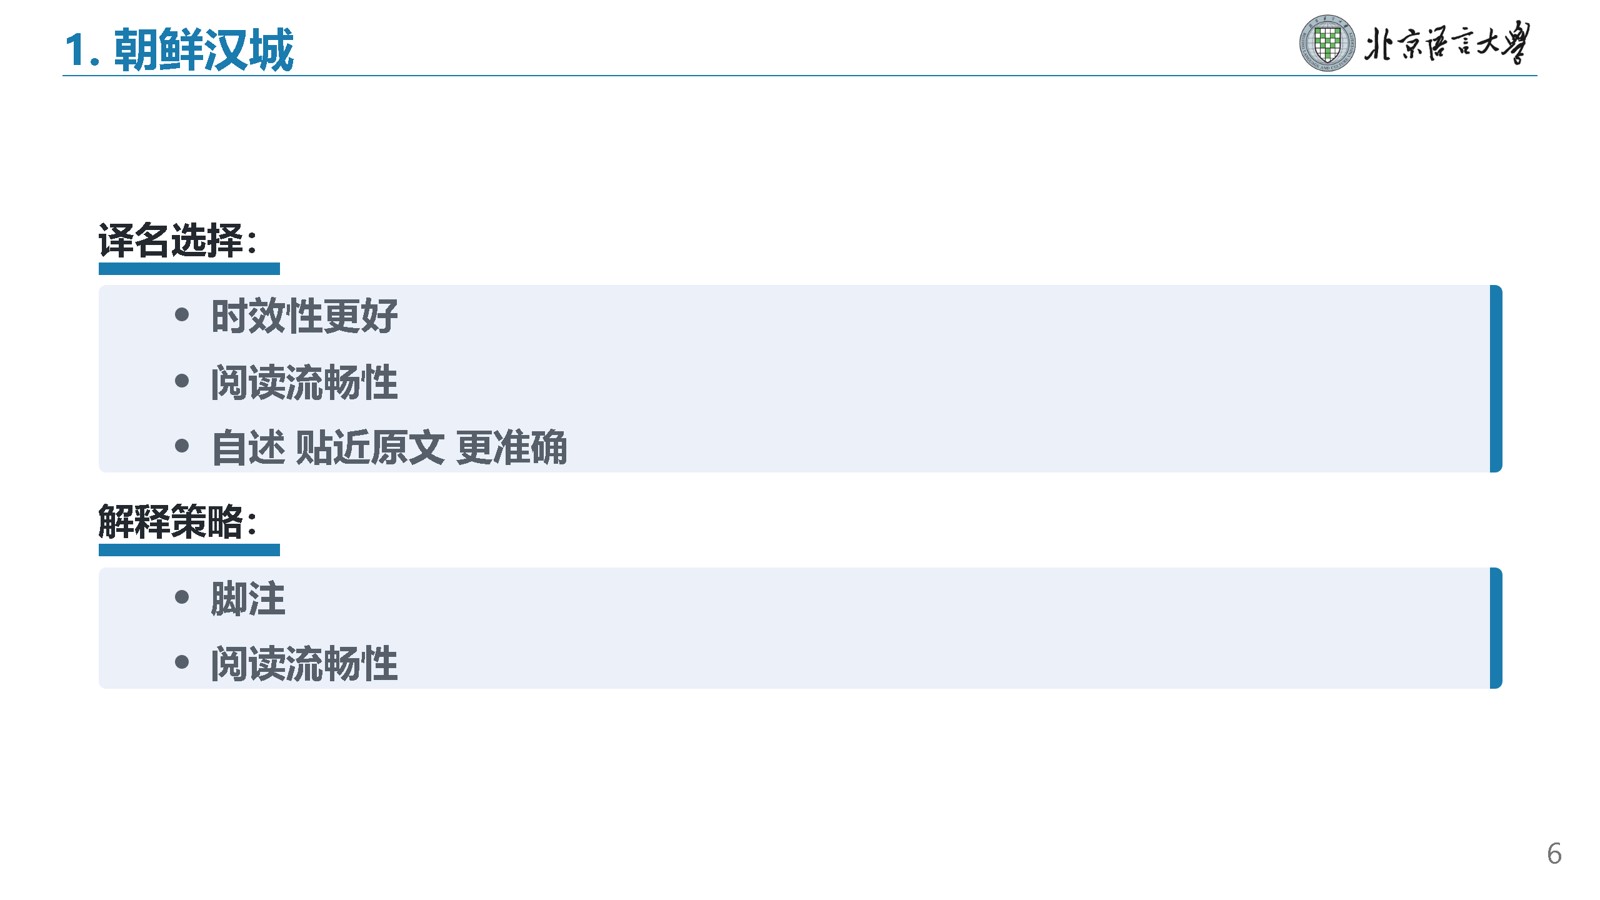 1. 朝鲜汉城
北京语言大学
译名选择：
• 时效性更好
• 阅读流畅性
• 自述 贴近原文 更准确
解释策略：
• 脚注
• 阅读流畅性
6